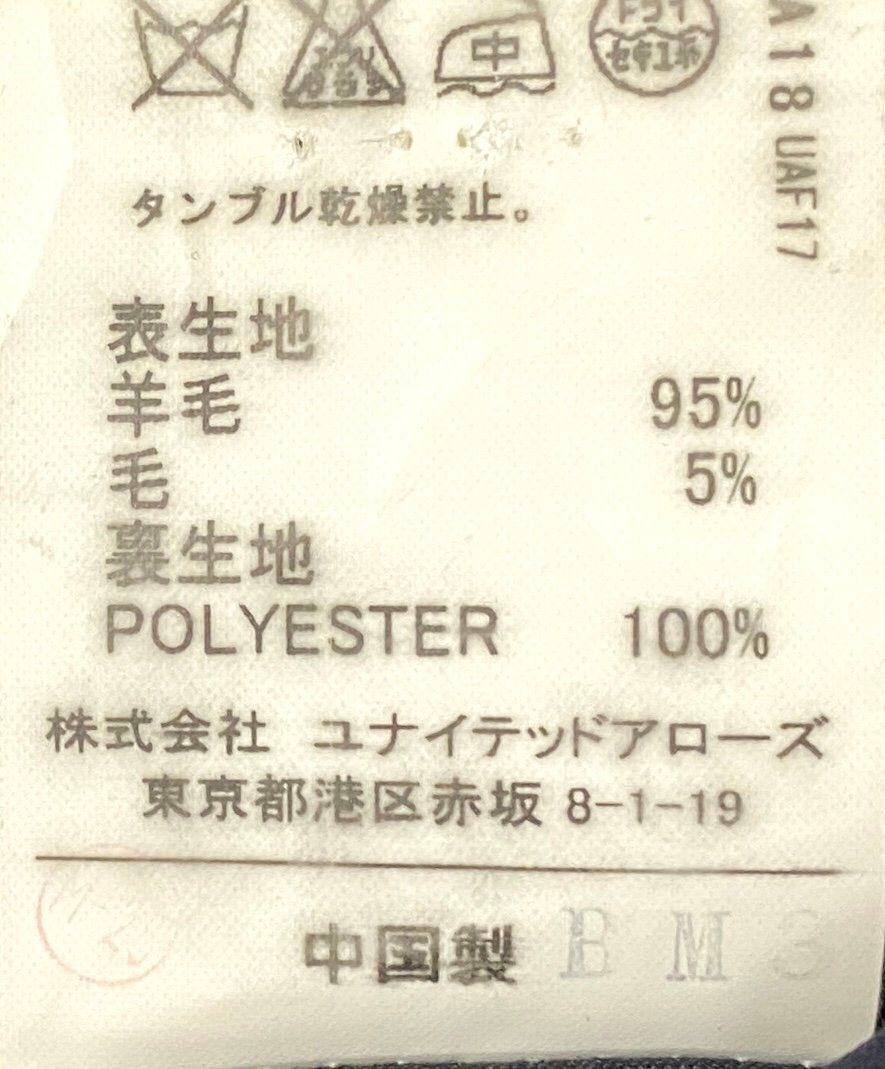 中
ドライ
セキユ系
A18 UAF17
タンブル乾燥禁止。
表生地
羊毛 95%
毛 5%
裏生地
POLYESTER 100%
株式会社 ユナイテッドアローズ
東京都港区赤坂 8-1-19
中国製 B M 3